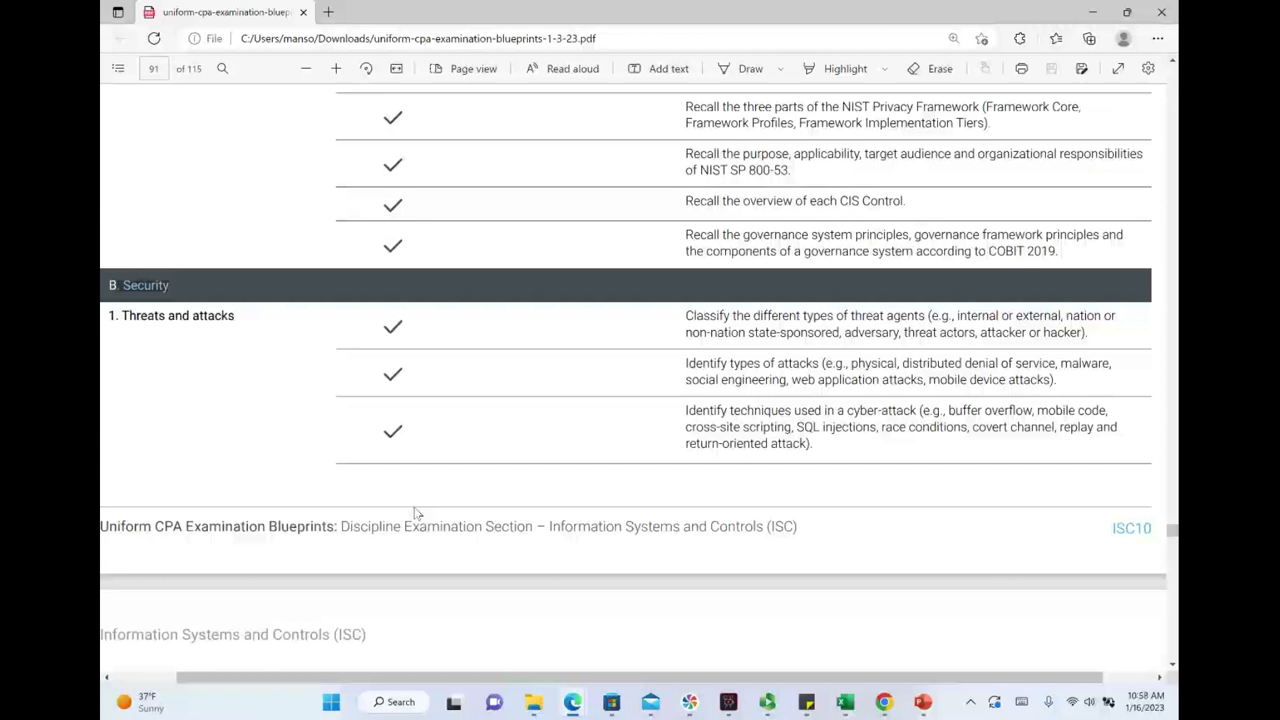 uniform-cpa-examination-bluep
File
C:/Users/manso/Downloads/uniform-cpa-examination-blueprints-1-3-23.pdf
91 of 115
Page view
Read aloud
Add text
Draw
Highlight
Erase
Recall the three parts of the NIST Privacy Framework (Framework Core,
Framework Profiles, Framework Implementation Tiers).
Recall the purpose, applicability, target audience and organizational responsibilities
of NIST SP 800-53.
Recall the overview of each CIS Control.
Recall the governance system principles, governance framework principles and
the components of a governance system according to COBIT 2019.
B. Security
1. Threats and attacks
Classify the different types of threat agents (e.g., internal or external, nation or
non-nation state-sponsored, adversary, threat actors, attacker or hacker).
Identify types of attacks (e.g., physical, distributed denial of service, malware,
social engineering, web application attacks, mobile device attacks).
Identify techniques used in a cyber-attack (e.g., buffer overflow, mobile code,
cross-site scripting, SQL injections, race conditions, covert channel, replay and
return-oriented attack).
Uniform CPA Examination Blueprints: Discipline Examination Section – Information Systems and Controls (ISC)
ISC10
Information Systems and Controls (ISC)
37°F
Sunny
Search
10:58 AM
1/16/2023